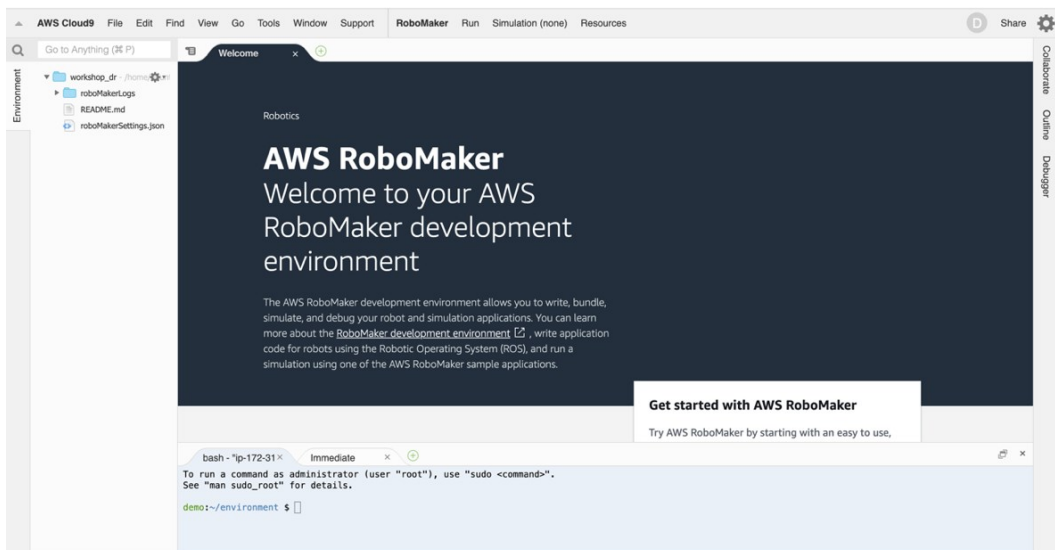 AWS Cloud9 File Edit Find View Go Tools Window Support RoboMaker Run Simulation (none) Resources D Share
Go to Anything (⌘ P)
Welcome
Environment
workshop_dr - /home/
roboMakerLogs
README.md
roboMakerSettings.json
Robotics
AWS RoboMaker
Welcome to your AWS
RoboMaker development
environment
The AWS RoboMaker development environment allows you to write, bundle,
simulate, and debug your robot and simulation applications. You can learn
more about the RoboMaker development environment , write application
code for robots using the Robotic Operating System (ROS), and run a
simulation using one of the AWS RoboMaker sample applications.
Get started with AWS RoboMaker
Try AWS RoboMaker by starting with an easy to use,
Collaborate
Outline
Debugger
bash - "ip-172-31 Immediate
To run a command as administrator (user "root"), use "sudo <command>".
See "man sudo_root" for details.
demo:~/environment $